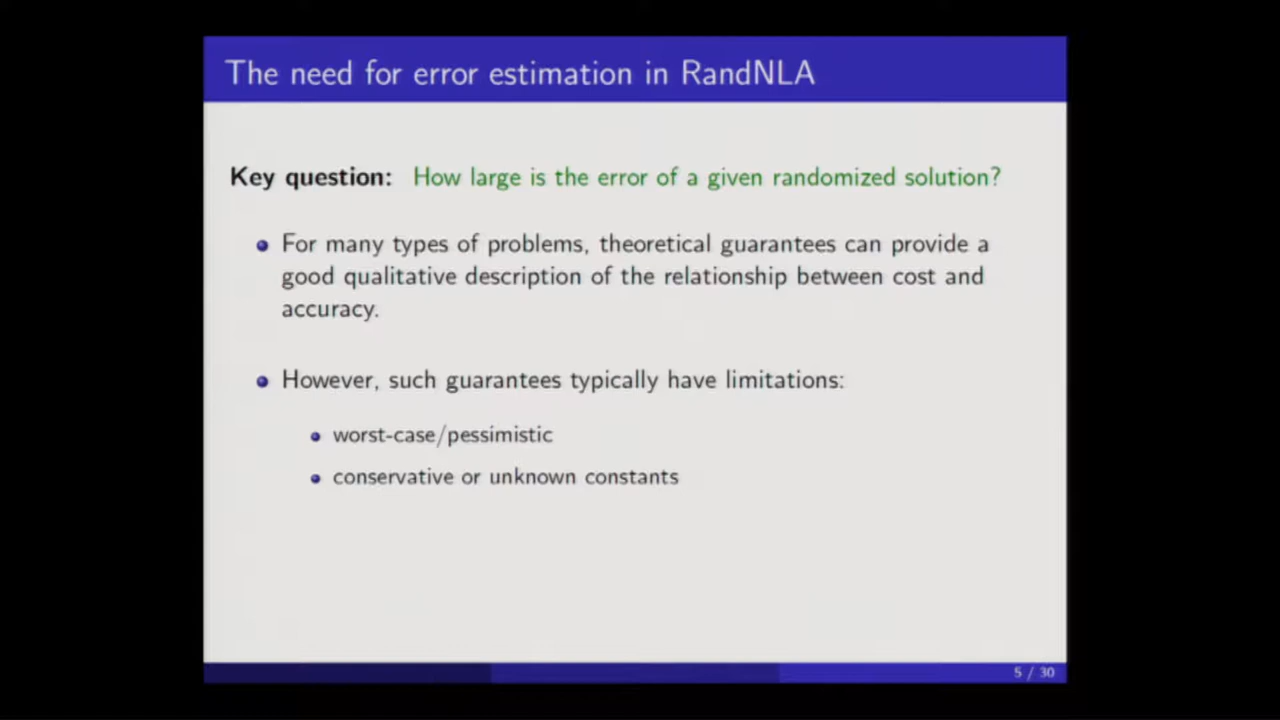 The need for error estimation in RandNLA
Key question: How large is the error of a given randomized solution?
For many types of problems, theoretical guarantees can provide a
good qualitative description of the relationship between cost and
accuracy.
However, such guarantees typically have limitations:
worst-case/pessimistic
conservative or unknown constants
5 / 30